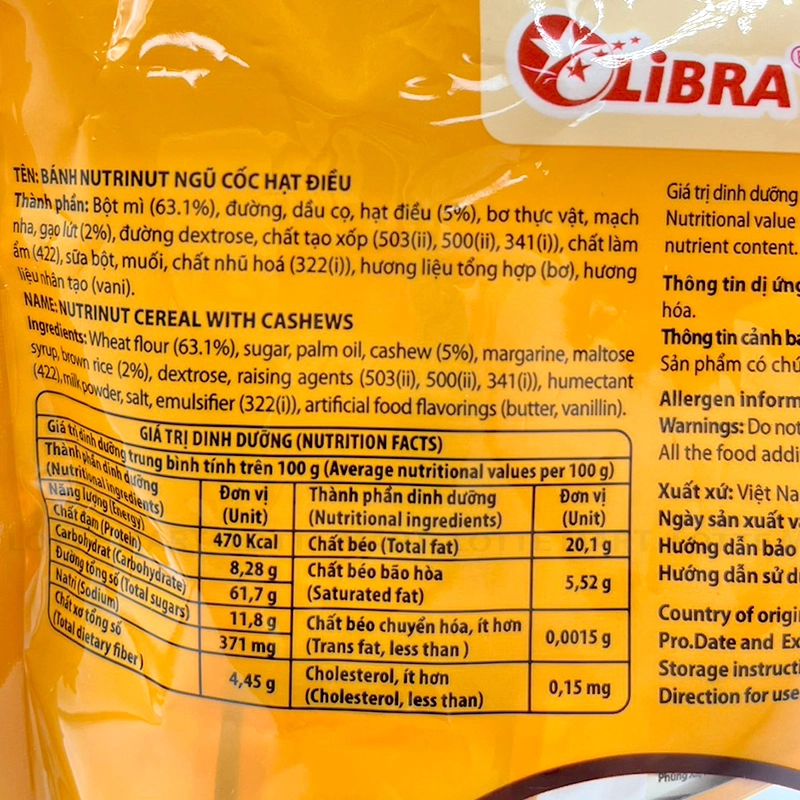 LiBRA
TÊN: BÁNH NUTRINUT NGŨ CỐC HẠT ĐIỀU
Thành phần: Bột mì (63.1%), đường, dầu cọ, hạt điều (5%), bơ thực vật, mạch
nha, gạo lứt (2%), đường dextrose, chất tạo xốp (503(ii), 500(ii), 341(i)), chất làm
ẩm (422), sữa bột, muối, chất nhũ hoá (322(i)), hương liệu tổng hợp (bơ), hương
liệu nhân tạo (vani).
NAME: NUTRINUT CEREAL WITH CASHEWS
Ingredients: Wheat flour (63.1%), sugar, palm oil, cashew (5%), margarine, maltose
syrup, brown rice (2%), dextrose, raising agents (503(ii), 500(ii), 341(i)), humectant
(422), milk powder, salt, emulsifier (322(i)), artificial food flavorings (butter, vanillin).
GIÁ TRỊ DINH DƯỠNG (NUTRITION FACTS)
Giá trị dinh dưỡng trung bình tính trên 100 g (Average nutritional values per 100 g)
Thành phần dinh dưỡng
(Nutritional ingredients)
Đơn vị
(Unit)
Thành phần dinh dưỡng
(Nutritional ingredients)
Đơn vị
(Unit)
Năng lượng (Energy) 470 Kcal
Chất béo (Total fat) 20,1 g
Chất đạm (Protein) 8,28 g
Chất béo bão hòa
(Saturated fat) 5,52 g
Carbohydrat (Carbohydrate) 61,7 g
Đường tổng số (Total sugars) 11,8 g
Chất béo chuyển hóa, ít hơn
(Trans fat, less than ) 0,0015 g
Natri (Sodium) 371 mg
Chất xơ tổng số
(Total dietary fiber ) 4,45 g
Cholesterol, ít hơn
(Cholesterol, less than) 0,15 mg
Giá trị dinh dưỡng
Nutritional value
nutrient content.
Thông tin dị ứng
hóa.
Thông tin cảnh bá
Sản phẩm có chứ
Allergen inform
Warnings: Do not
All the food addi
Xuất xứ: Việt Na
Ngày sản xuất v
Hướng dẫn bảo
Hướng dẫn sử d
Country of origi
Pro.Date and Ex
Storage instructi
Direction for use